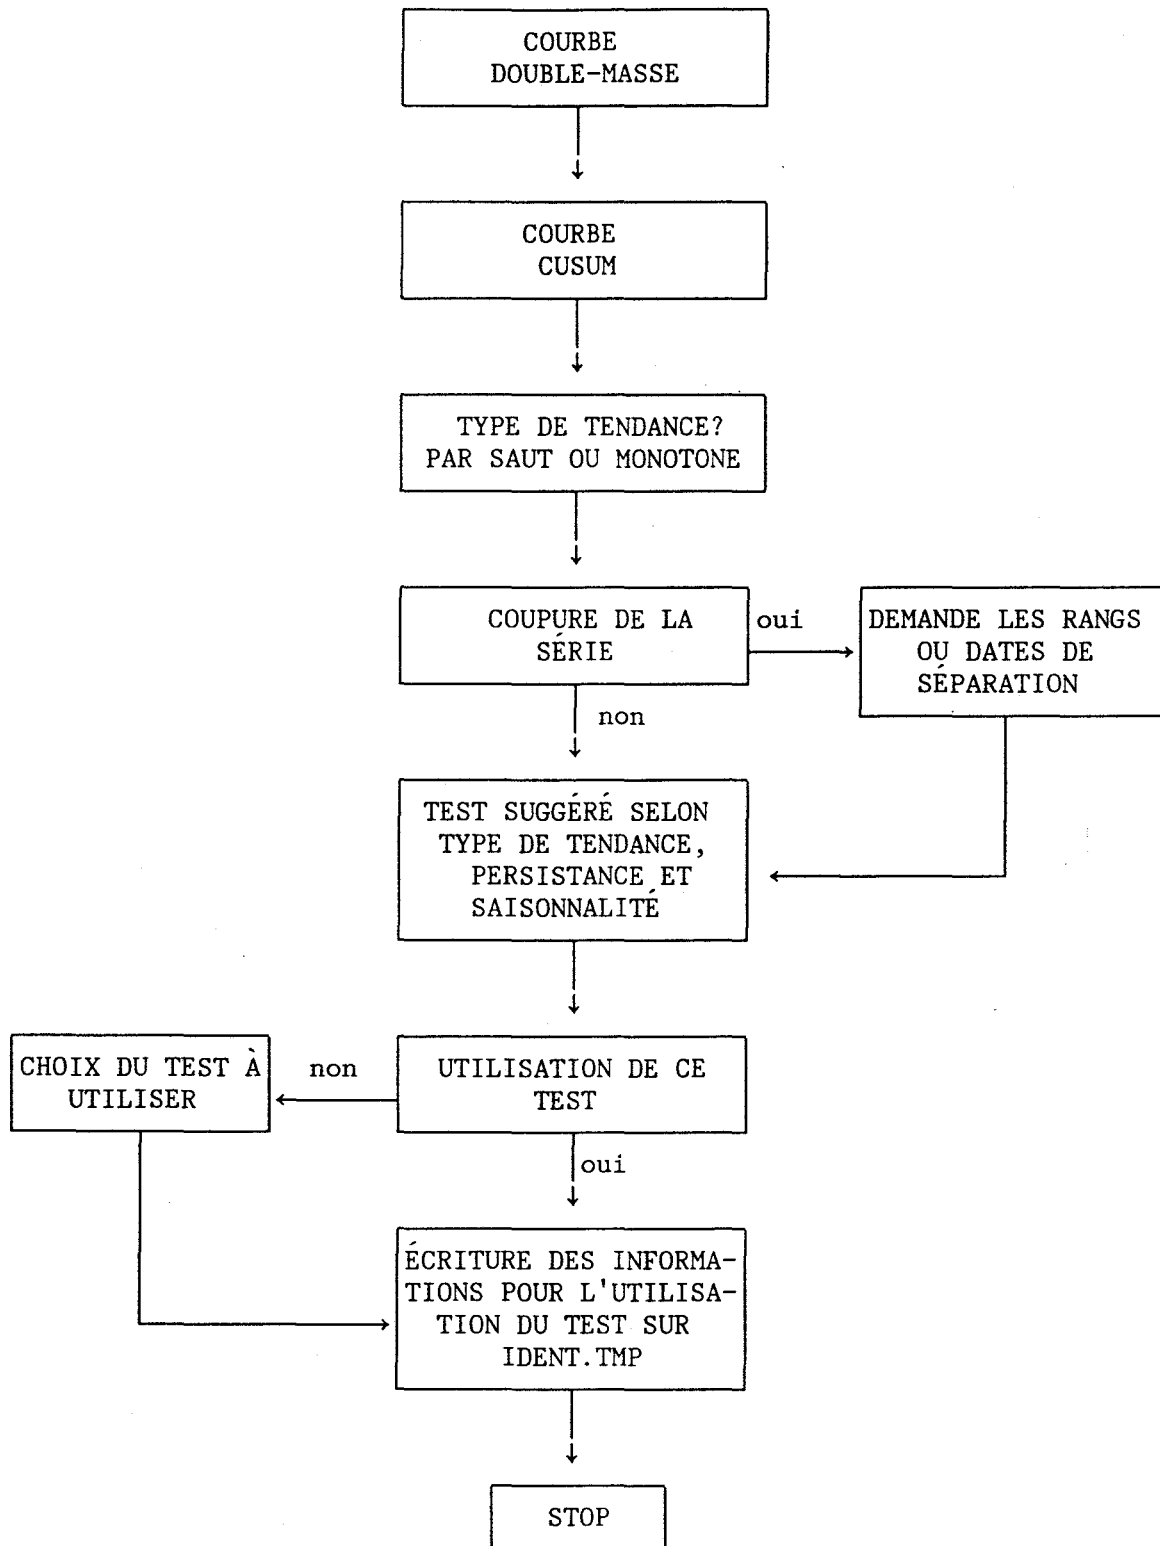 COURBE
DOUBLE-MASSE
COURBE
CUSUM
TYPE DE TENDANCE?
PAR SAUT OU MONOTONE
COUPURE DE LA
SÉRIE
oui
DEMANDE LES RANGS
OU DATES DE
SÉPARATION
non
TEST SUGGÉRÉ SELON
TYPE DE TENDANCE,
PERSISTANCE ET
SAISONNALITÉ
CHOIX DU TEST À
UTILISER
non
UTILISATION DE CE
TEST
oui
ÉCRITURE DES INFORMA-
TIONS POUR L'UTILISA-
TION DU TEST SUR
IDENT.TMP
STOP